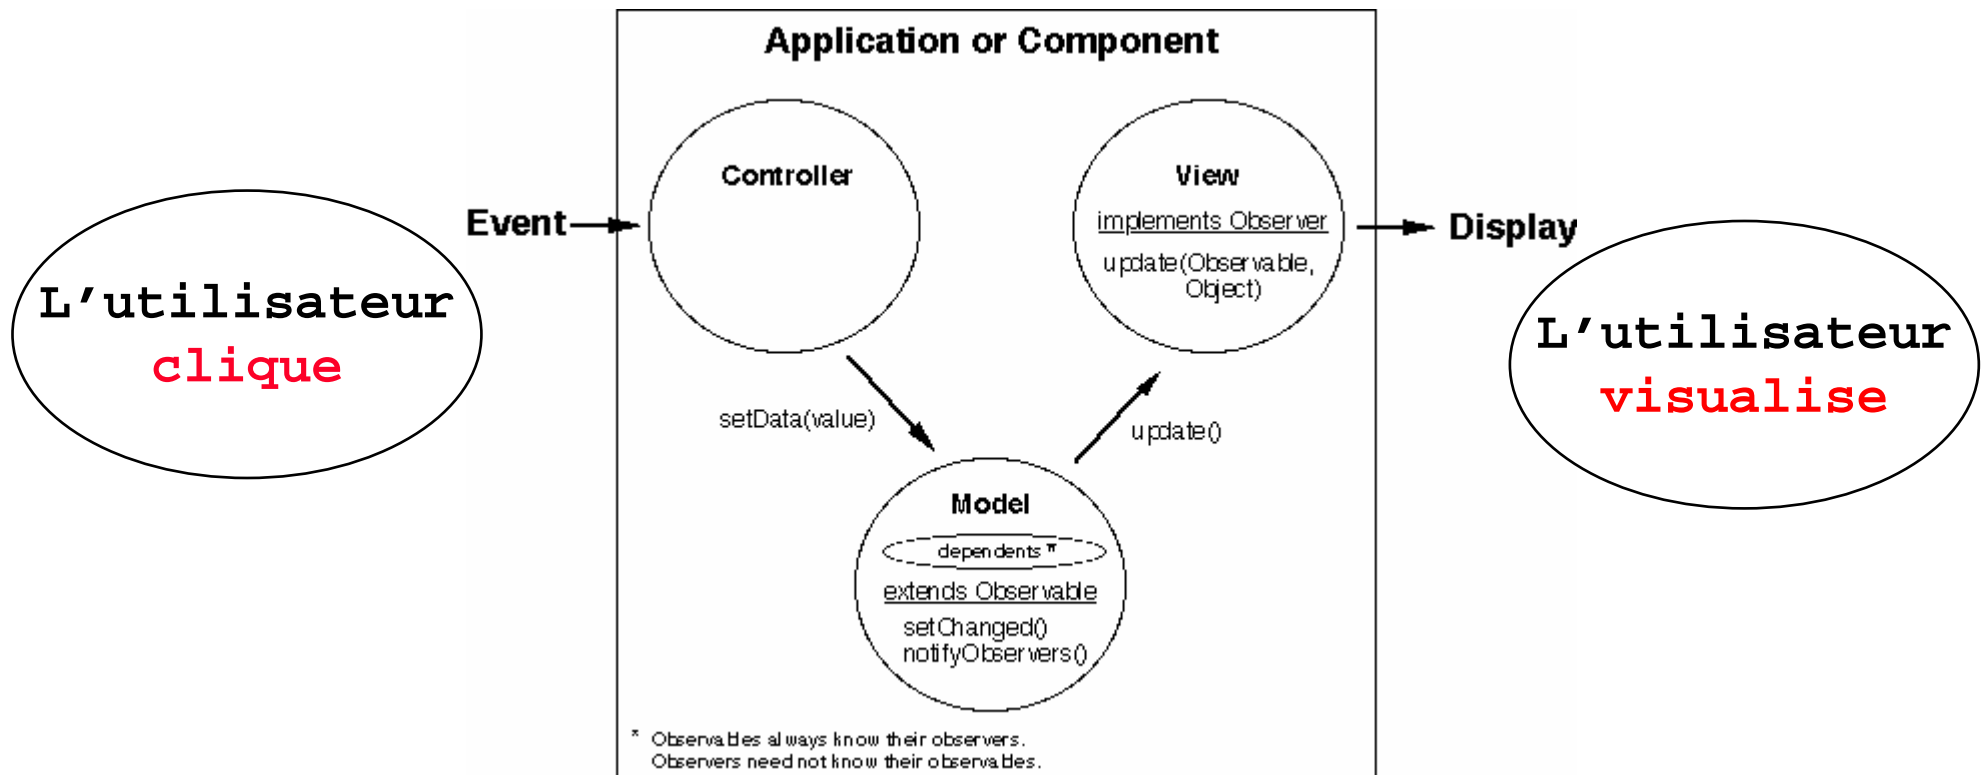 Application or Component
Controller
View
Event
implements Observer
Display
update(Observable,
Object)
L'utilisateur
clique
L'utilisateur
visualise
setData(value)
update()
Model
dependents *
extends Observable
setChanged()
notifyObservers()
* Observables always know their observers.
Observers need not know their observables.